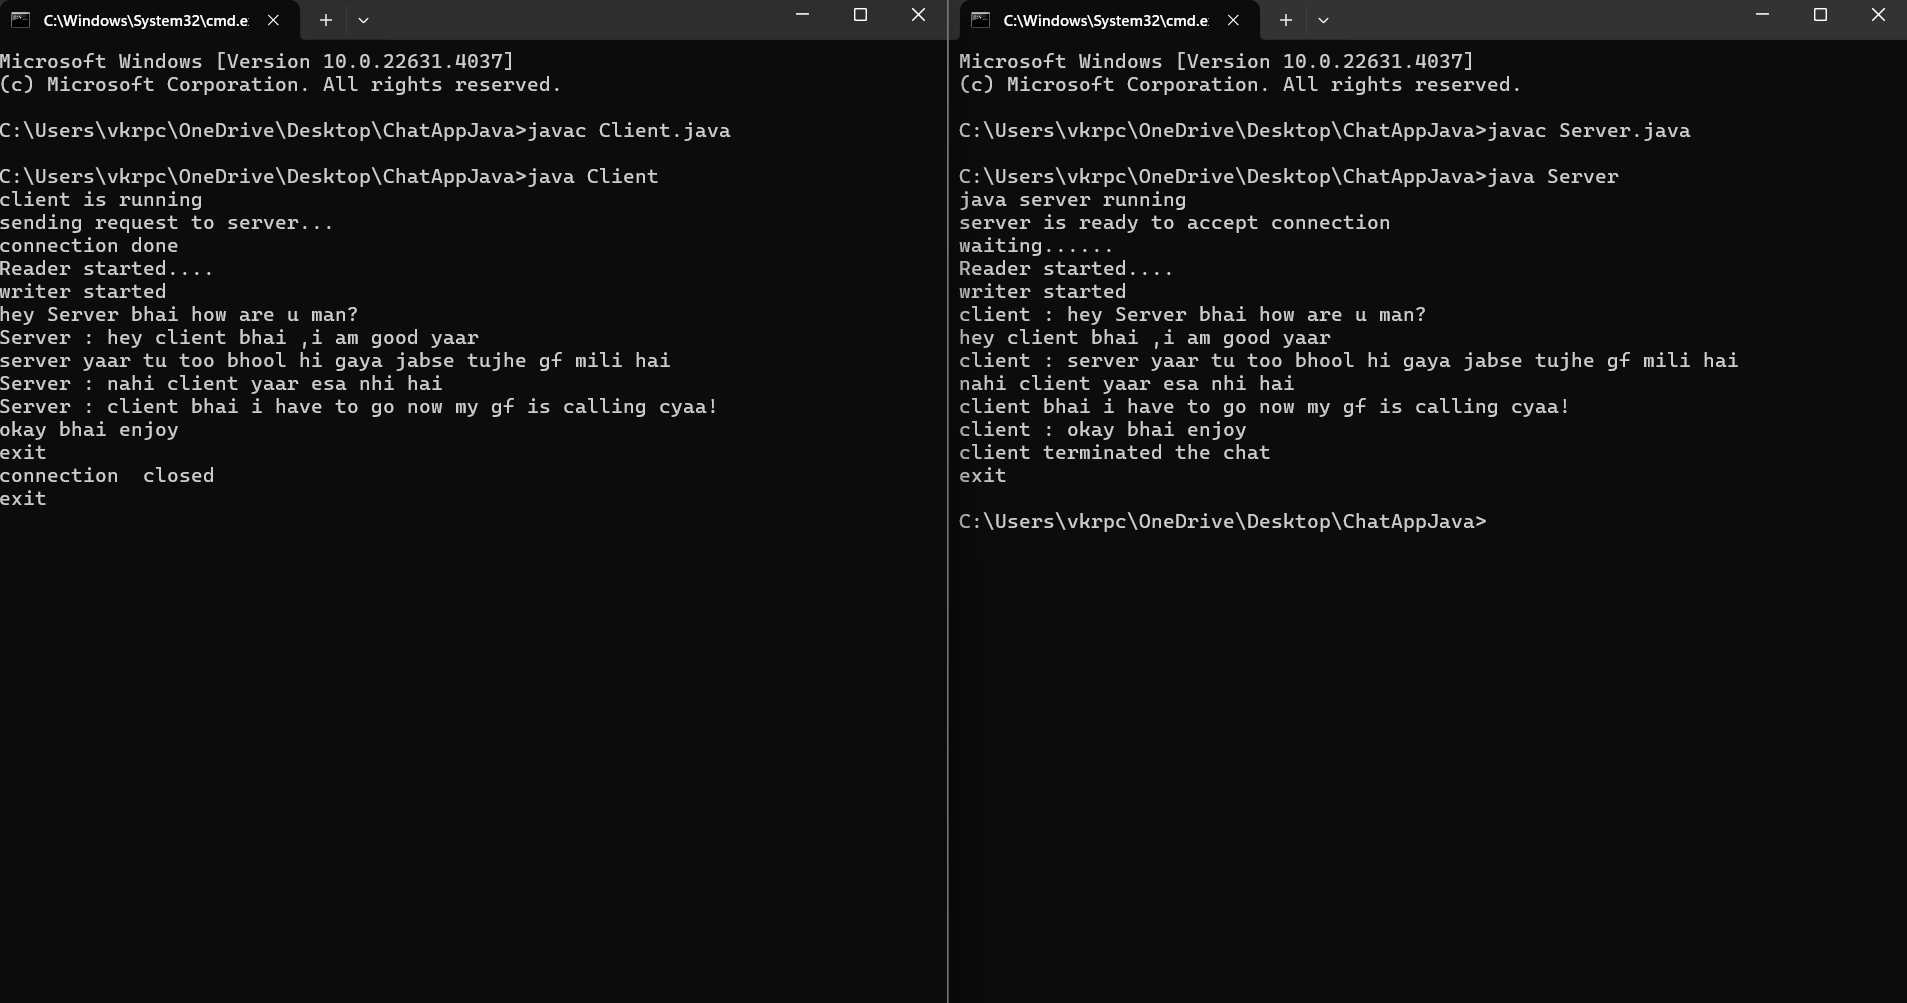 C:\Windows\System32\cmd.e
Microsoft Windows [Version 10.0.22631.4037]
(c) Microsoft Corporation. All rights reserved.
C:\Users\vkrpc\OneDrive\Desktop\ChatAppJava>javac Client.java
C:\Users\vkrpc\OneDrive\Desktop\ChatAppJava>java Client
client is running
sending request to server...
connection done
Reader started....
writer started
hey Server bhai how are u man?
Server : hey client bhai ,i am good yaar
server yaar tu too bhool hi gaya jabse tujhe gf mili hai
Server : nahi client yaar esa nhi hai
Server : client bhai i have to go now my gf is calling cyaa!
okay bhai enjoy
exit
connection  closed
exit
C:\Windows\System32\cmd.e
Microsoft Windows [Version 10.0.22631.4037]
(c) Microsoft Corporation. All rights reserved.
C:\Users\vkrpc\OneDrive\Desktop\ChatAppJava>javac Server.java
C:\Users\vkrpc\OneDrive\Desktop\ChatAppJava>java Server
java server running
server is ready to accept connection
waiting......
Reader started....
writer started
client : hey Server bhai how are u man?
hey client bhai ,i am good yaar
client : server yaar tu too bhool hi gaya jabse tujhe gf mili hai
nahi client yaar esa nhi hai
client bhai i have to go now my gf is calling cyaa!
client : okay bhai enjoy
client terminated the chat
exit
C:\Users\vkrpc\OneDrive\Desktop\ChatAppJava>